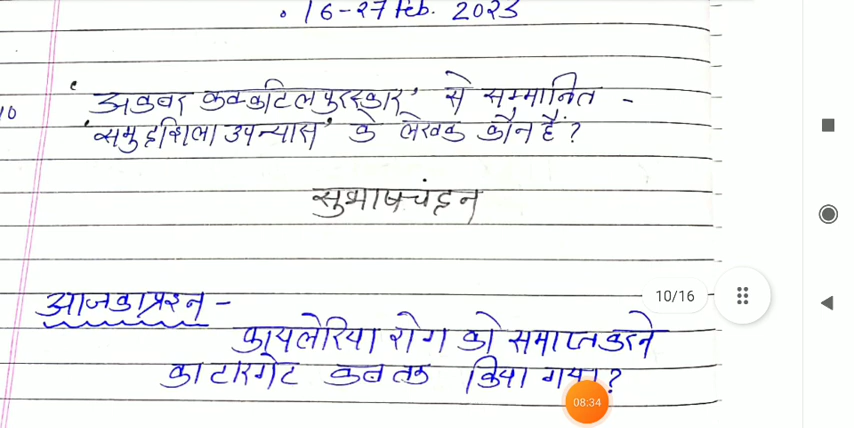 • 16-27 Feb. 2023
10 'अकबर कक्कटिल पुरस्कार' से सम्मानित -
'समुद्रशिला उपन्यास' के लेखक कौन हैं?
सुभाषचंद्रन
10/16
आज का प्रश्न -
फायलेरिया रोग को समाप्त करने
का टारगेट कब तक किया गया?
08:34